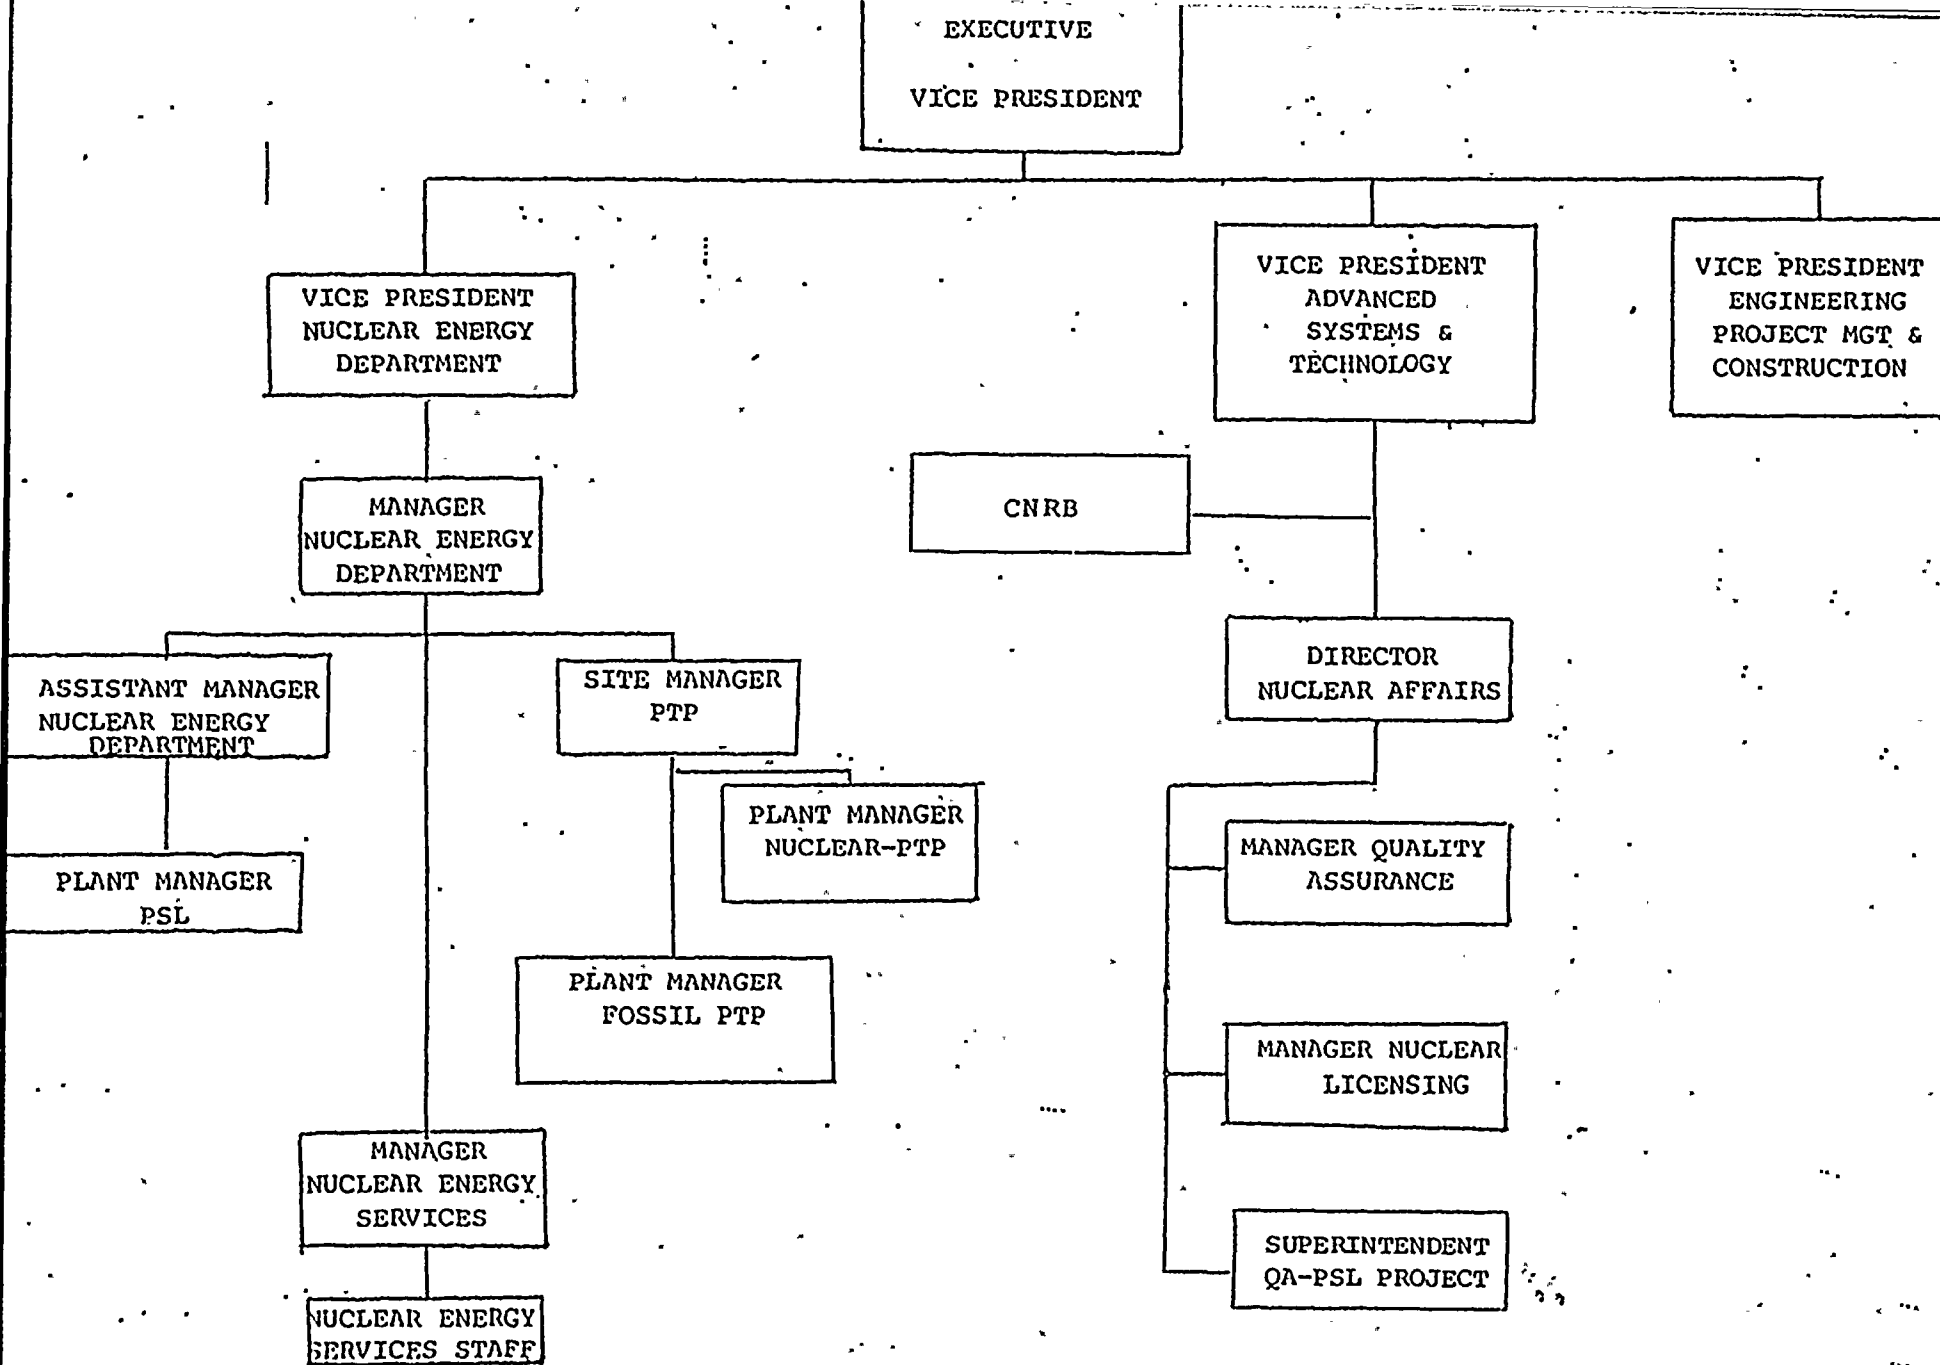 EXECUTIVE
VICE PRESIDENT
VICE PRESIDENT
NUCLEAR ENERGY
DEPARTMENT
VICE PRESIDENT
ADVANCED
SYSTEMS &
TECHNOLOGY
VICE PRESIDENT
ENGINEERING
PROJECT MGT &
CONSTRUCTION
MANAGER
NUCLEAR ENERGY
DEPARTMENT
CNRB
ASSISTANT MANAGER
NUCLEAR ENERGY
DEPARTMENT
SITE MANAGER
PTP
DIRECTOR
NUCLEAR AFFAIRS
PLANT MANAGER
NUCLEAR-PTP
PLANT MANAGER
PSL
MANAGER QUALITY
ASSURANCE
PLANT MANAGER
FOSSIL PTP
MANAGER NUCLEAR
LICENSING
MANAGER
NUCLEAR ENERGY
SERVICES
SUPERINTENDENT
QA-PSL PROJECT
NUCLEAR ENERGY
SERVICES STAFF